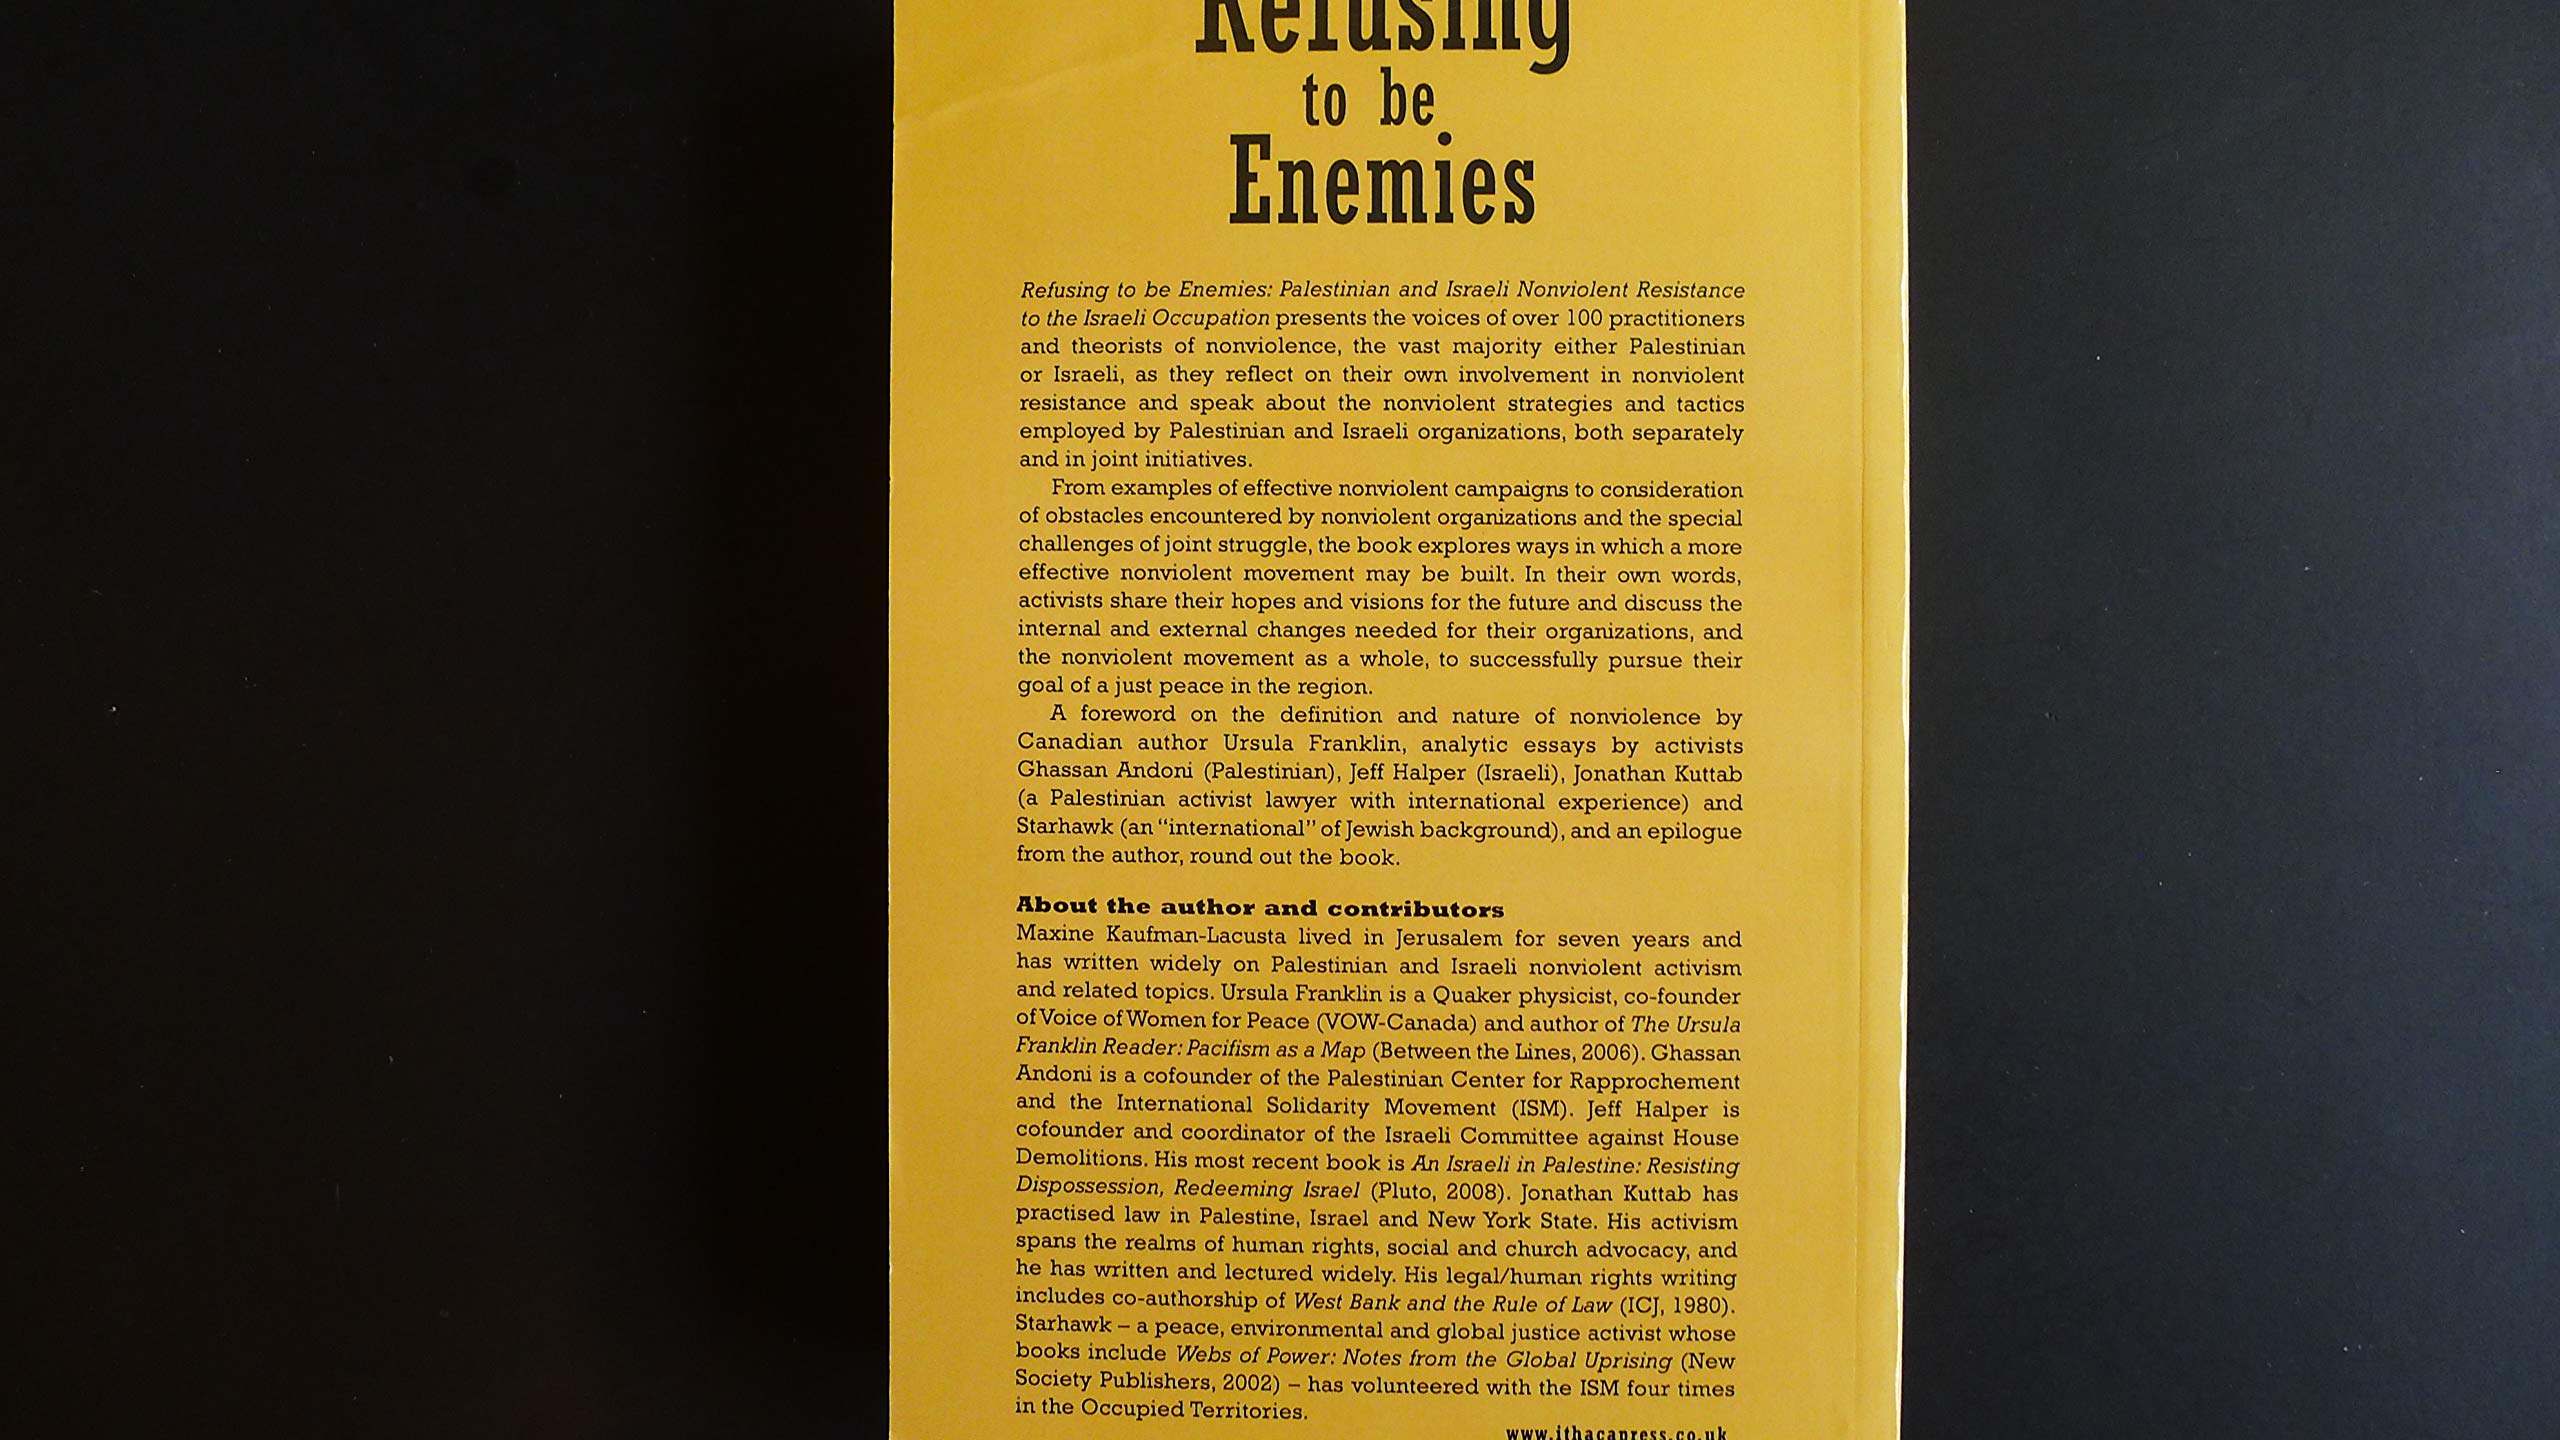 Refusing
to be
Enemies
Refusing to be Enemies: Palestinian and Israeli Nonviolent Resistance
to the Israeli Occupation presents the voices of over 100 practitioners
and theorists of nonviolence, the vast majority either Palestinian
or Israeli, as they reflect on their own involvement in nonviolent
resistance and speak about the nonviolent strategies and tactics
employed by Palestinian and Israeli organizations, both separately
and in joint initiatives.
From examples of effective nonviolent campaigns to consideration
of obstacles encountered by nonviolent organizations and the special
challenges of joint struggle, the book explores ways in which a more
effective nonviolent movement may be built. In their own words,
activists share their hopes and visions for the future and discuss the
internal and external changes needed for their organizations, and
the nonviolent movement as a whole, to successfully pursue their
goal of a just peace in the region.
A foreword on the definition and nature of nonviolence by
Canadian author Ursula Franklin, analytic essays by activists
Ghassan Andoni (Palestinian), Jeff Halper (Israeli), Jonathan Kuttab
(a Palestinian activist lawyer with international experience) and
Starhawk (an “international” of Jewish background), and an epilogue
from the author, round out the book.
About the author and contributors
Maxine Kaufman-Lacusta lived in Jerusalem for seven years and
has written widely on Palestinian and Israeli nonviolent activism
and related topics. Ursula Franklin is a Quaker physicist, co-founder
of Voice of Women for Peace (VOW-Canada) and author of The Ursula
Franklin Reader: Pacifism as a Map (Between the Lines, 2006). Ghassan
Andoni is a cofounder of the Palestinian Center for Rapprochement
and the International Solidarity Movement (ISM). Jeff Halper is
cofounder and coordinator of the Israeli Committee against House
Demolitions. His most recent book is An Israeli in Palestine: Resisting
Dispossession, Redeeming Israel (Pluto, 2008). Jonathan Kuttab has
practised law in Palestine, Israel and New York State. His activism
spans the realms of human rights, social and church advocacy, and
he has written and lectured widely. His legal/human rights writing
includes co-authorship of West Bank and the Rule of Law (ICJ, 1980).
Starhawk – a peace, environmental and global justice activist whose
books include Webs of Power: Notes from the Global Uprising (New
Society Publishers, 2002) – has volunteered with the ISM four times
in the Occupied Territories.
www.ithacapress.co.uk